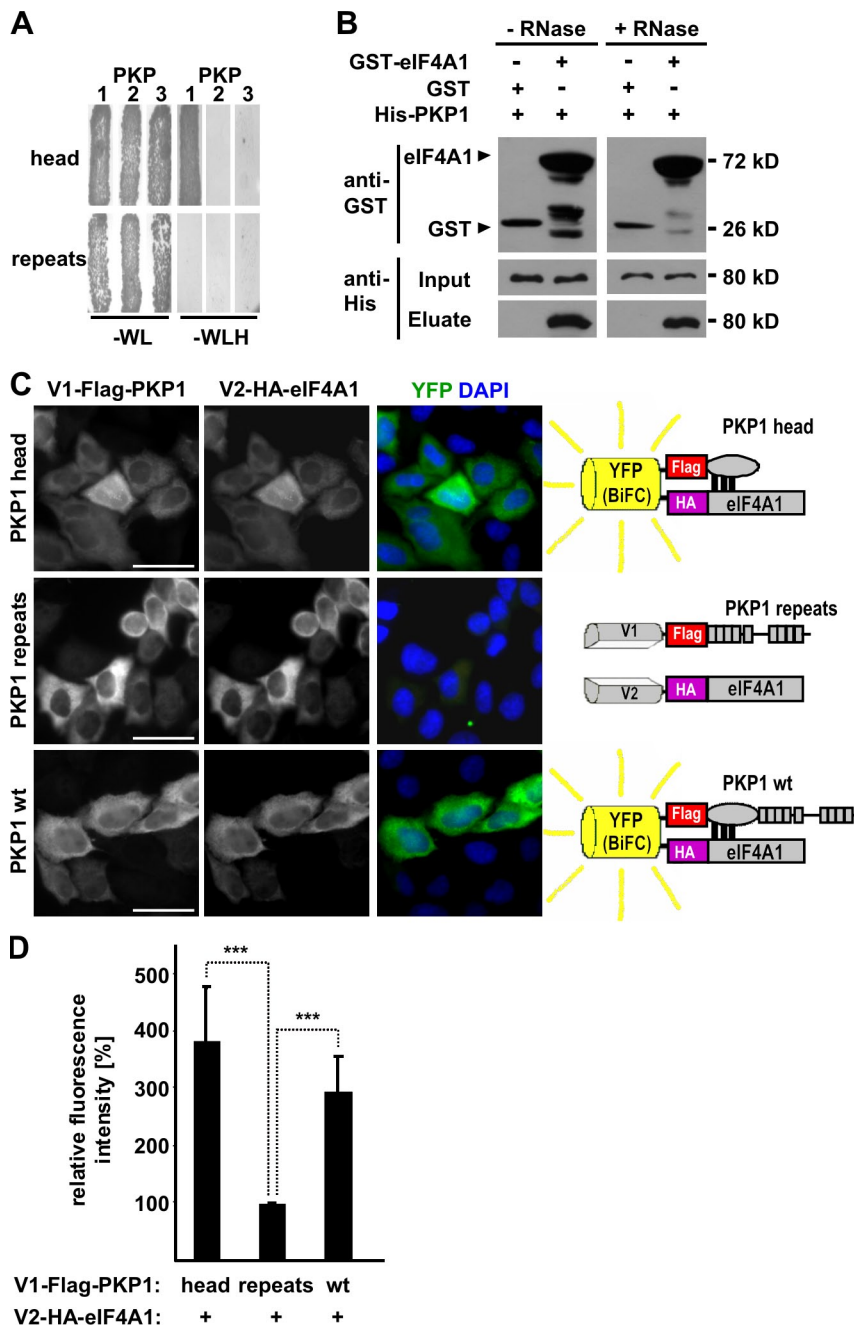 A
PKP PKP
1 2 3 1 2 3
head
repeats
-WL -WLH
B
- RNase + RNase
GST-eIF4A1 - + - +
GST + - + -
His-PKP1 + + + +
eIF4A1
anti-GST
GST
72 kD
26 kD
anti-His
Input
80 kD
Eluate
80 kD
C
V1-Flag-PKP1 V2-HA-eIF4A1 YFP DAPI
PKP1 head
PKP1 head
YFP (BiFC)
Flag
HA
eIF4A1
PKP1 repeats
PKP1 repeats
V1 Flag
V2 HA eIF4A1
PKP1 wt
PKP1 wt
YFP (BiFC)
Flag
HA
eIF4A1
D
relative fluorescence
intensity [%]
500
400
300
200
100
***
***
V1-Flag-PKP1: head repeats wt
V2-HA-eIF4A1: + + +